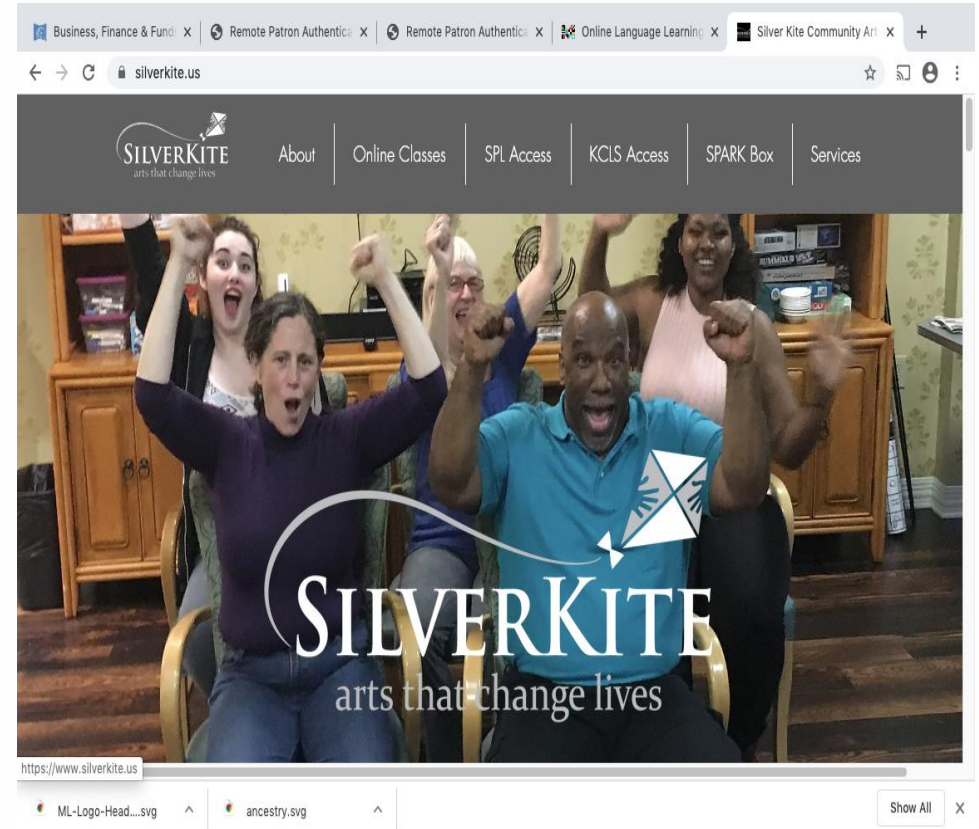 Business, Finance & Fundi
Remote Patron Authentica
Remote Patron Authentica
Online Language Learning
Silver Kite Community Art
silverkite.us
SILVERKITE
arts that change lives
About
Online Classes
SPL Access
KCLS Access
SPARK Box
Services
RUMMIKUB
SILVERKITE
arts that change lives
https://www.silverkite.us
ML-Logo-Head....svg
ancestry.svg
Show All